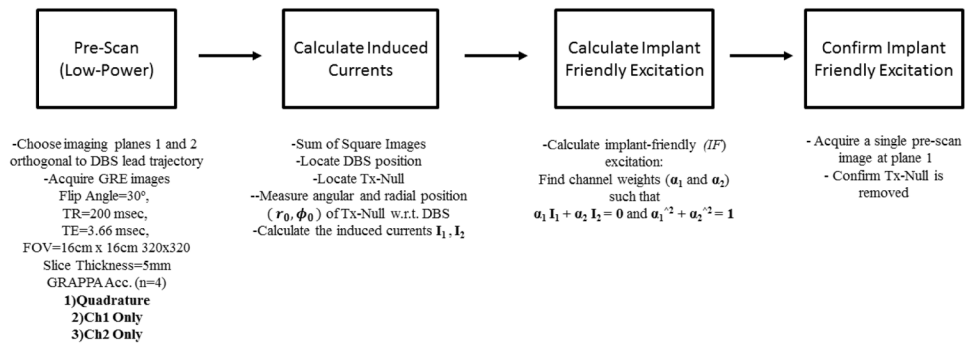 Pre-Scan
(Low-Power)
Calculate Induced
Currents
Calculate Implant
Friendly Excitation
Confirm Implant
Friendly Excitation
-Choose imaging planes 1 and 2
orthogonal to DBS lead trajectory
-Acquire GRE images
Flip Angle=30°,
TR=200 msec,
TE=3.66 msec,
FOV=16cm x 16cm 320x320
Slice Thickness=5mm
GRAPPA Acc. (n=4)
1)Quadrature
2)Ch1 Only
3)Ch2 Only
-Sum of Square Images
-Locate DBS position
-Locate Tx-Null
--Measure angular and radial position
(r₀, ϕ₀) of Tx-Null w.r.t. DBS
-Calculate the induced currents I₁, I₂
-Calculate implant-friendly (IF)
excitation:
Find channel weights (α₁ and α₂)
such that
α₁ I₁ + α₂ I₂ = 0 and α₁^2 + α₂^2 = 1
- Acquire a single pre-scan
image at plane 1
- Confirm Tx-Null is
removed